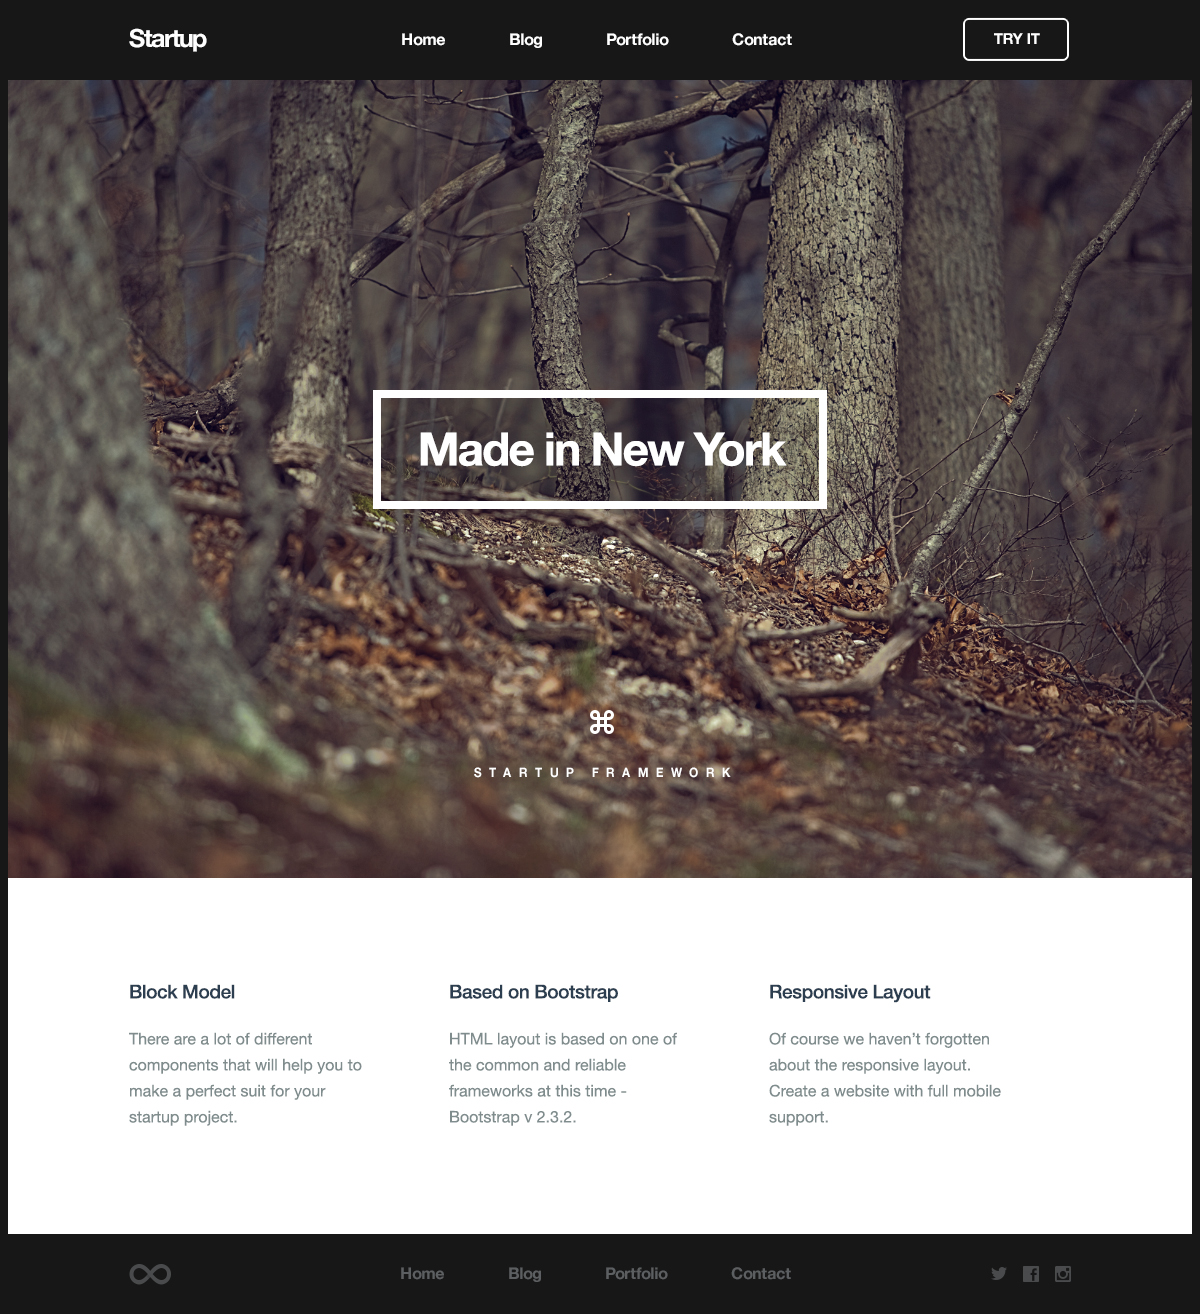 Startup
Home Blog Portfolio Contact
TRY IT
Made in New York
STARTUP FRAMEWORK
Block Model
There are a lot of different
components that will help you to
make a perfect suit for your
startup project.
Based on Bootstrap
HTML layout is based on one of
the common and reliable
frameworks at this time -
Bootstrap v 2.3.2.
Responsive Layout
Of course we haven’t forgotten
about the responsive layout.
Create a website with full mobile
support.
Home Blog Portfolio Contact